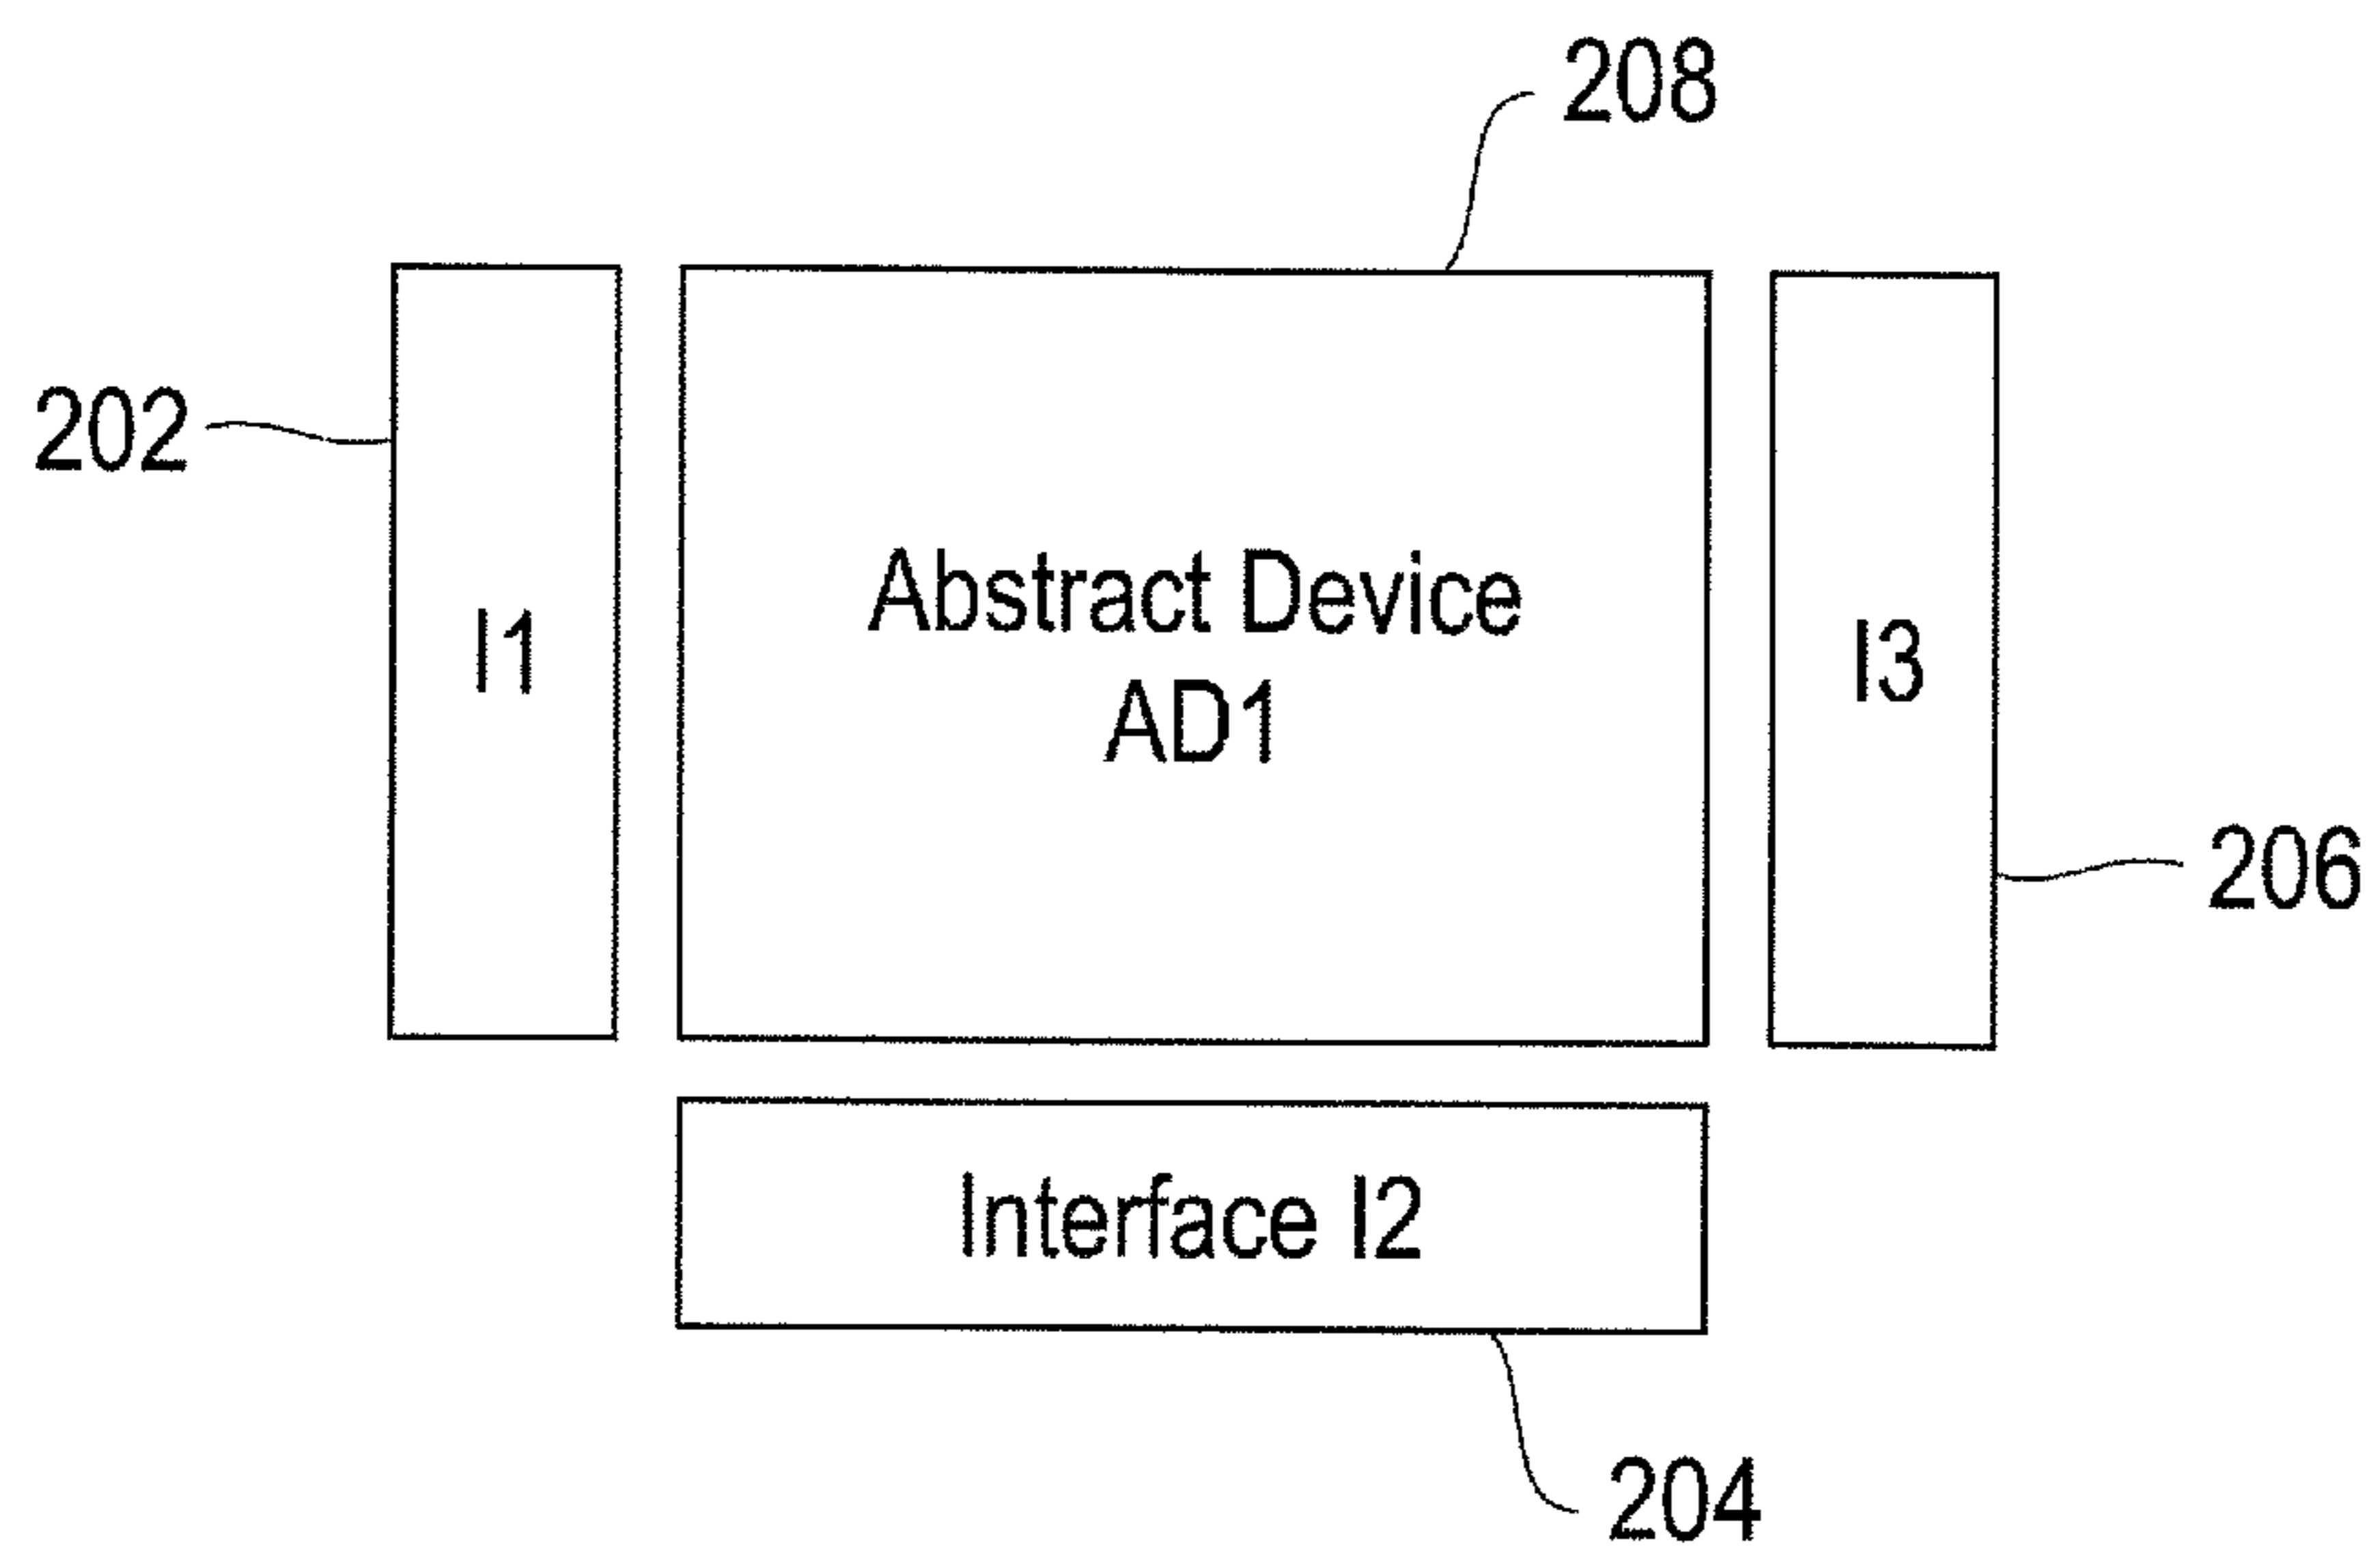 208
202
I1
Abstract Device
AD1
I3
206
Interface I2
204